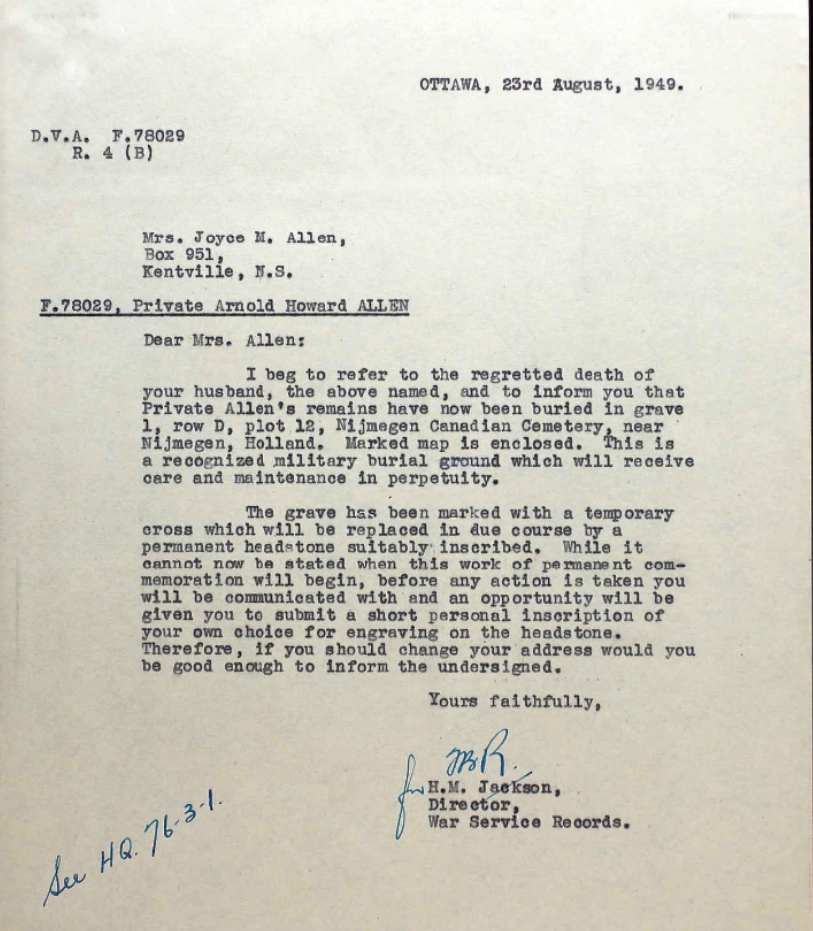 OTTAWA, 23rd August, 1949.
D.V.A. F.78029
R. 4 (B)
Mrs. Joyce M. Allen,
Box 951,
Kentville, N.S.
F.78029, Private Arnold Howard ALLEN
Dear Mrs. Allen:
I beg to refer to the regretted death of
your husband, the above named, and to inform you that
Private Allen's remains have now been buried in grave
1, row D, plot 12, Nijmegen Canadian Cemetery, near
Nijmegen, Holland. Marked map is enclosed. This is
a recognized military burial ground which will receive
care and maintenance in perpetuity.
The grave has been marked with a temporary
cross which will be replaced in due course by a
permanent headstone suitably inscribed. While it
cannot now be stated when this work of permanent com-
memoration will begin, before any action is taken you
will be communicated with and an opportunity will be
given you to submit a short personal inscription of
your own choice for engraving on the headstone.
Therefore, if you should change your address would you
be good enough to inform the undersigned.
Yours faithfully,
for H.M. Jackson,
Director,
War Service Records.
See HQ. 76-3-1.